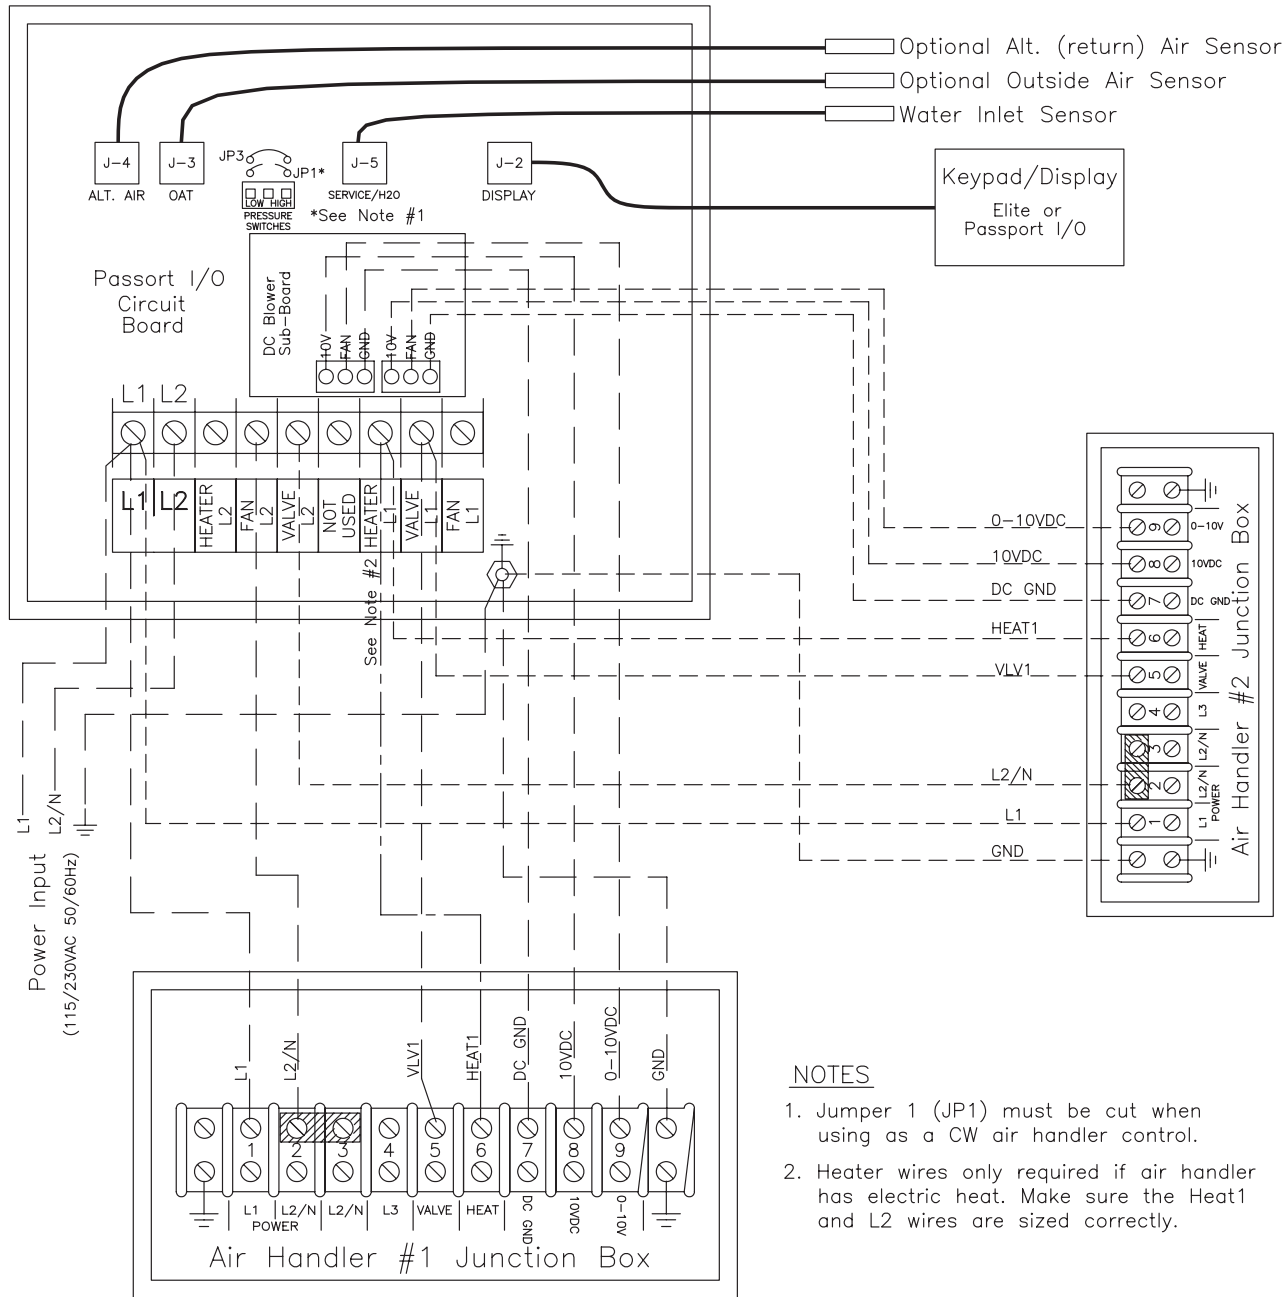 Optional Alt. (return) Air Sensor
Optional Outside Air Sensor
Water Inlet Sensor
J-4
ALT. AIR
J-3
OAT
JP3
JP1*
LOW HIGH
PRESSURE
SWITCHES
J-5
SERVICE/H20
*See Note #1
J-2
DISPLAY
Keypad/Display
Elite or
Passport I/O
Passort I/O
Circuit
Board
DC Blower
Sub-Board
10V
FAN
GND
10V
FAN
GND
L1
L2
L1
L2
HEATER
L2
FAN
L2
VALVE
L2
NOT
USED
HEATER
L1
VALVE
L1
FAN
L1
See Note #2
0-10VDC
10VDC
DC GND
HEAT1
VLV1
L2/N
L1
GND
9
8
7
6
5
4
3
2
1
0-10V
10VDC
DC GND
HEAT
VALVE
L3
L2/N
L2/N
L1
POWER
Air Handler #2 Junction Box
L1
L2/N
Power Input
(115/230VAC 50/60Hz)
L1
L2/N
VLV1
HEAT1
DC GND
10VDC
0-10VDC
GND
1
2
3
4
5
6
7
8
9
L1
L2/N
POWER
L2/N
L3
VALVE
HEAT
DC GND
10VDC
0-10V
Air Handler #1 Junction Box
NOTES
1. Jumper 1 (JP1) must be cut when
using as a CW air handler control.
2. Heater wires only required if air handler
has electric heat. Make sure the Heat1
and L2 wires are sized correctly.